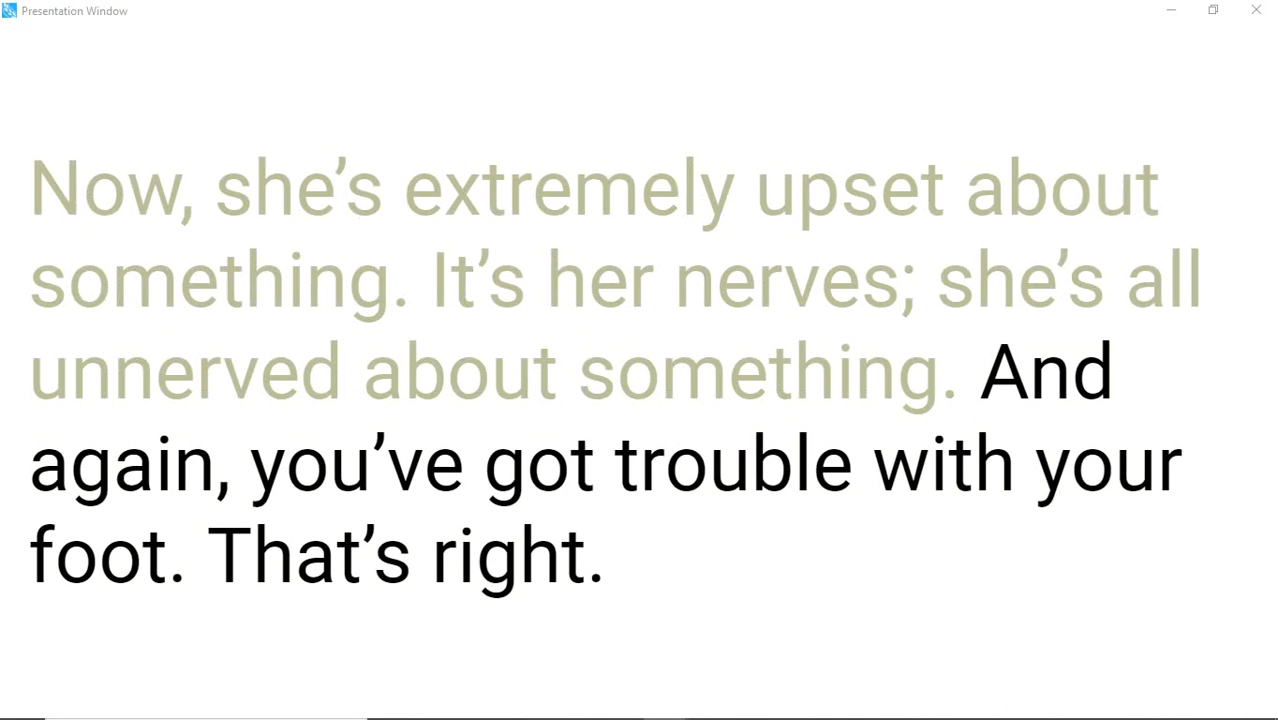 Presentation Window
Now, she’s extremely upset about
something. It’s her nerves; she’s all
unnerved about something. And
again, you’ve got trouble with your
foot. That’s right.